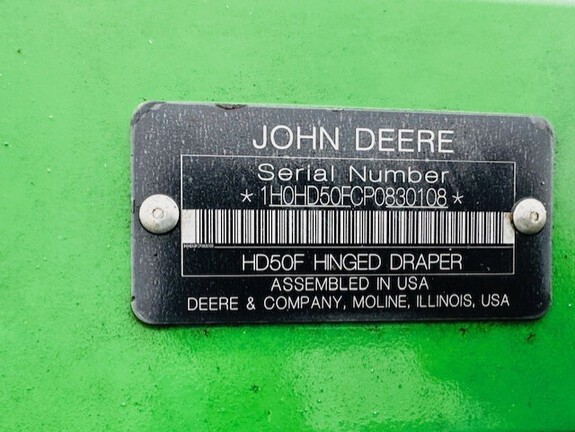 JOHN DEERE
Serial Number
*1H0HD50FCP0830108*
HD50F HINGED DRAPER
ASSEMBLED IN USA
DEERE & COMPANY, MOLINE, ILLINOIS, USA